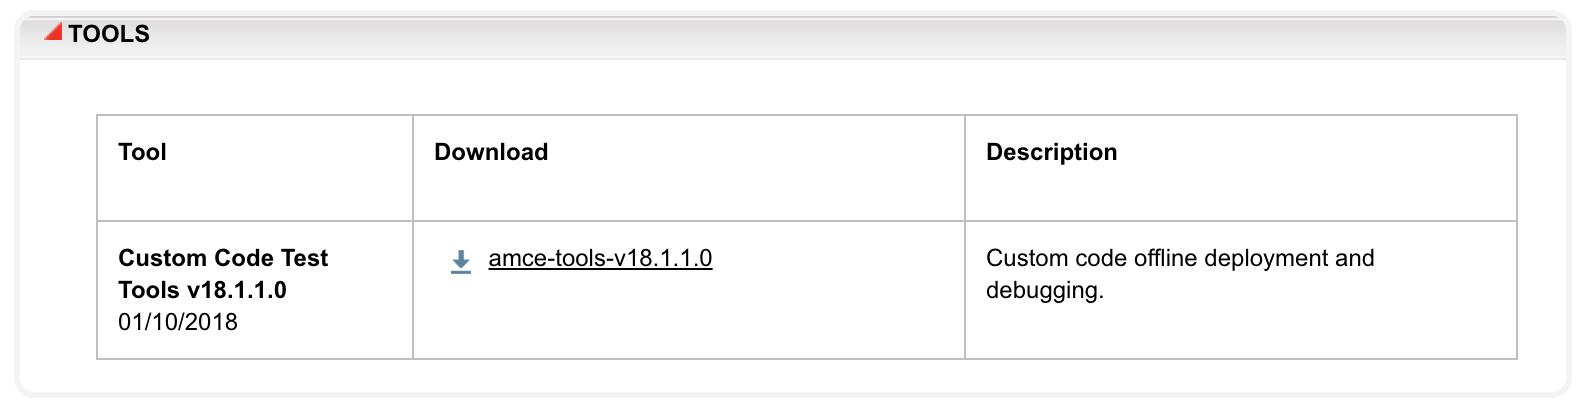 TOOLS
Tool
Download
Description
Custom Code Test
Tools v18.1.1.0
01/10/2018
amce-tools-v18.1.1.0
Custom code offline deployment and
debugging.